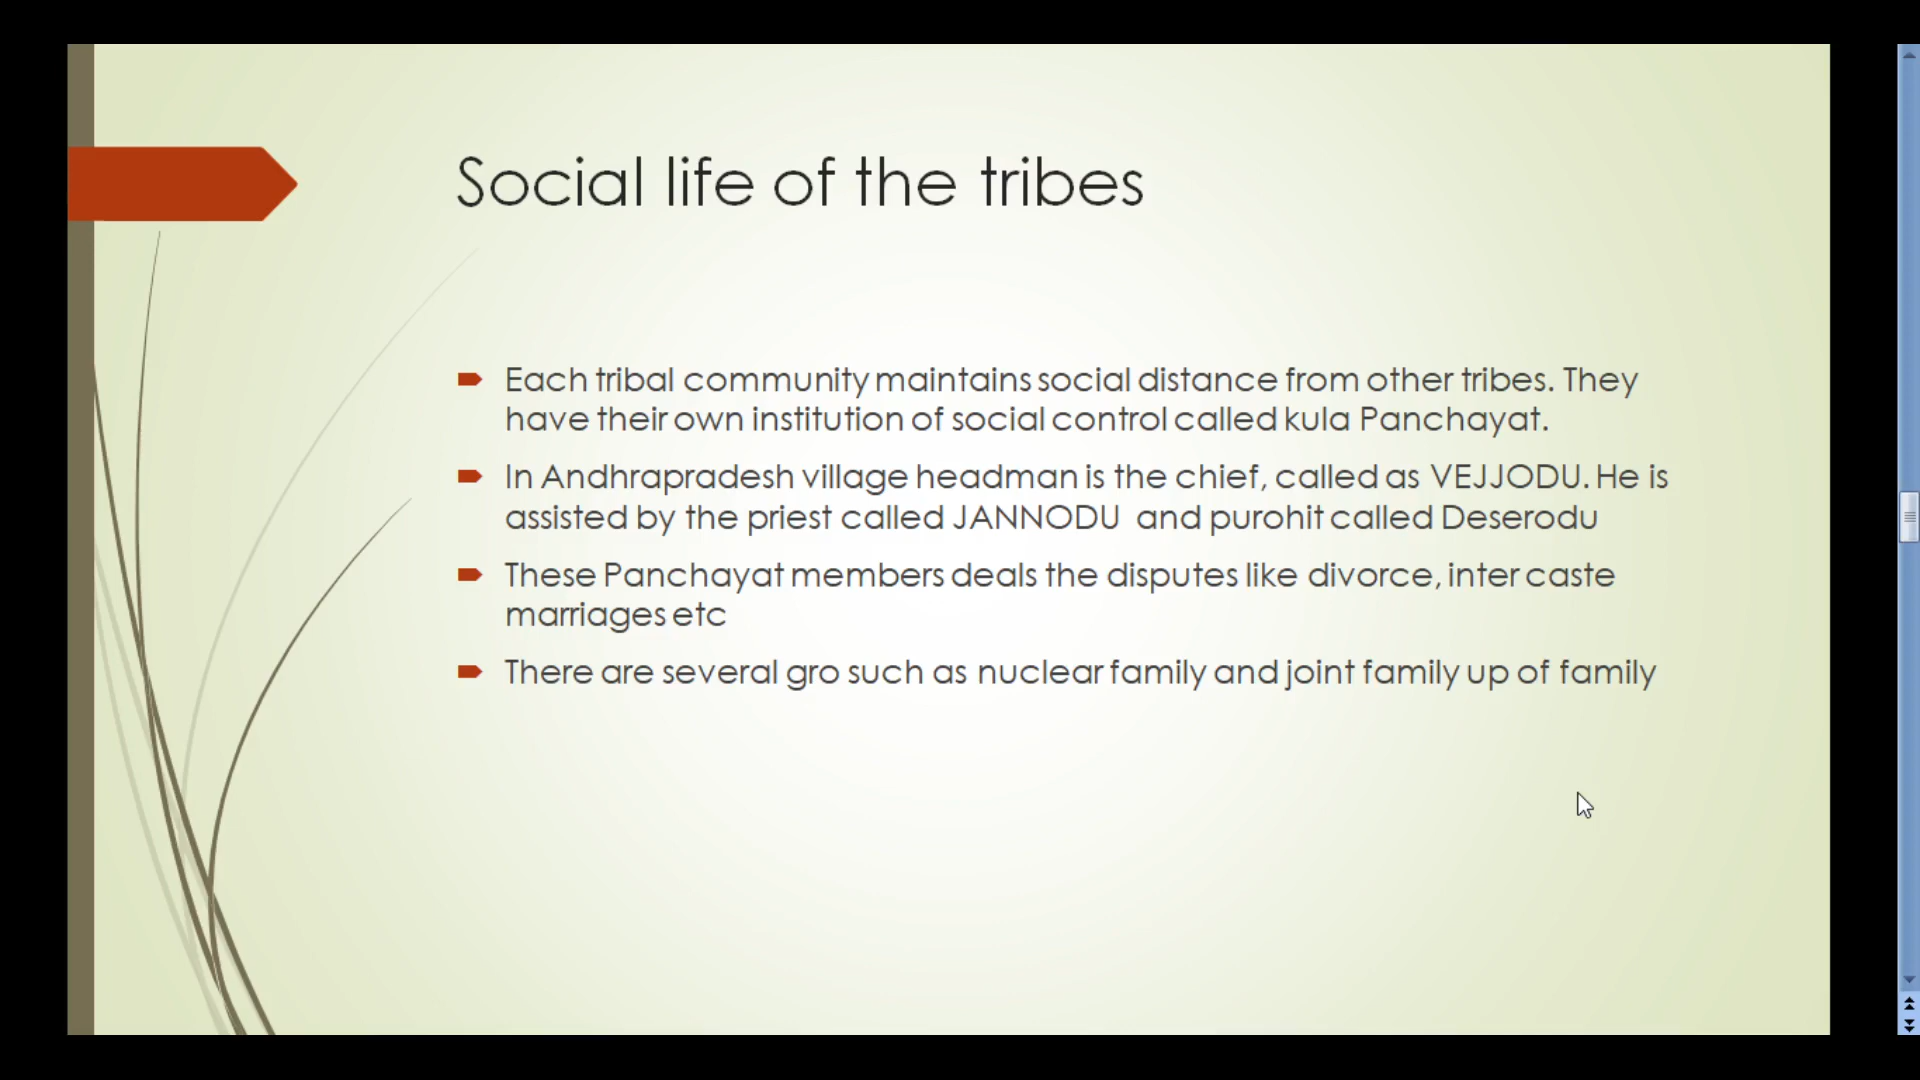 Social life of the tribes
Each tribal community maintains social distance from other tribes. They
have their own institution of social control called kula Panchayat.
In Andhrapradesh village headman is the chief, called as VEJJODU. He is
assisted by the priest called JANNODU and purohit called Deserodu
These Panchayat members deals the disputes like divorce, inter caste
marriages etc
There are several gro such as nuclear family and joint family up of family